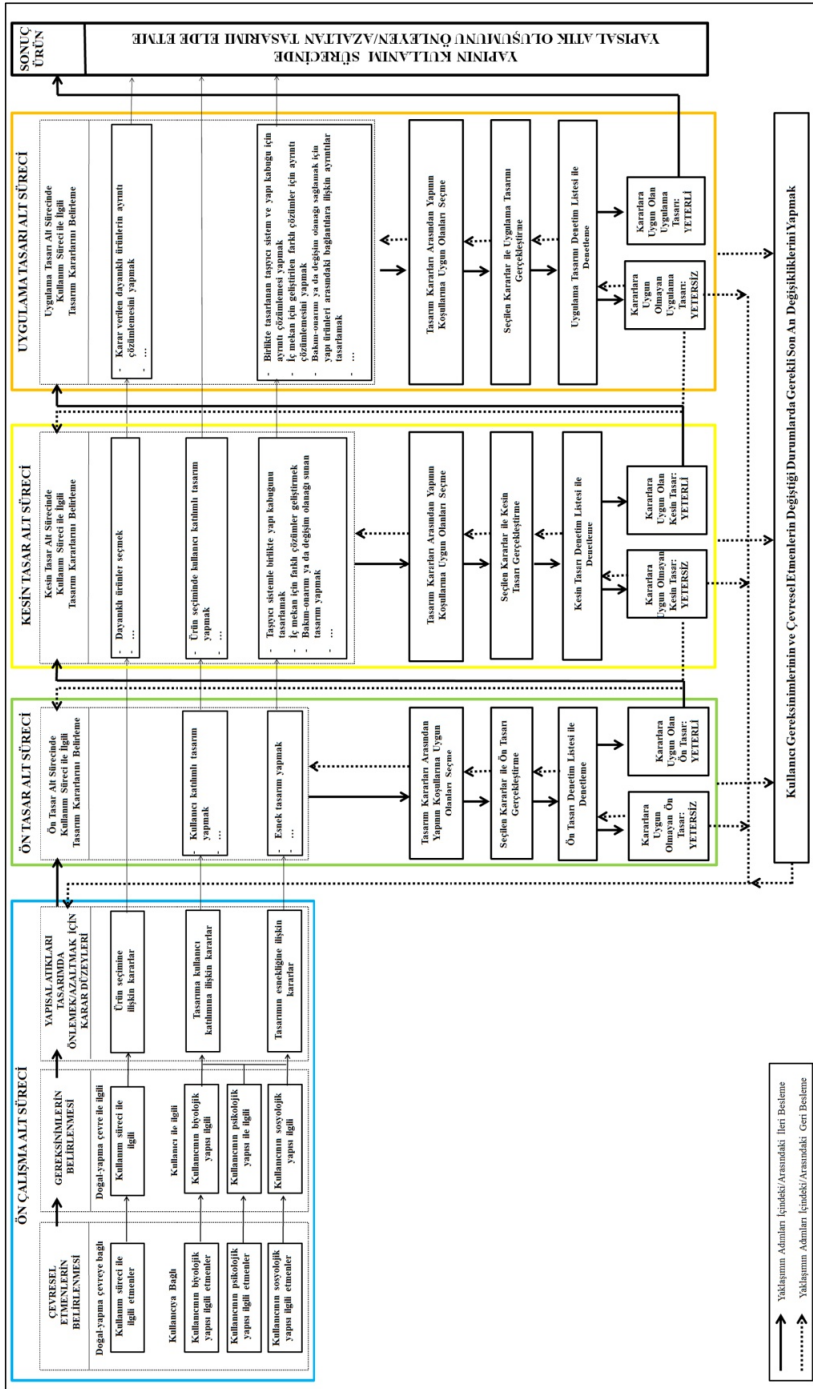 ÖN ÇALIŞMA ALT SÜRECİ
ÇEVRESEL
ETMENLERİN
BELİRLENMESİ
Doğal-yapma çevreye bağlı
Kullanım süreci ile
ilgili etmenler
Kullanıcıya Bağlı
Kullanıcının biyolojik
yapısı ilgili etmenler
Kullanıcının psikolojik
yapısı ilgili etmenler
Kullanıcının sosyolojik
yapısı ilgili etmenler
GEREKSİNİMLERİN
BELİRLENMESİ
Doğal-yapma çevre ile ilgili
Kullanım süreci ile
ilgili
Kullanıcı ile ilgili
Kullanıcının biyolojik
yapısı ile ilgili
Kullanıcının psikolojik
yapısı ile ilgili
Kullanıcının sosyolojik
yapısı ilgili
YAPISAL ATIKLARI
TASARIMDA
ÖNLEMEK/AZALTMAK İÇİN
KARAR DÜZEYLERİ
Ürün seçimine
ilişkin kararlar
Tasarıma kullanıcı
katılımına ilişkin kararlar
Tasarımın esnekliğine ilişkin
kararlar
ÖN TASAR ALT SÜRECİ
Ön Tasar Alt Sürecinde
Kullanım Süreci ile İlgili
Tasarım Kararlarını Belirleme
- Kullanıcı katılımlı tasarım
yapmak
- …
- Esnek tasarım yapmak
- …
Tasarım Kararları Arasından
Yapının Koşullarına Uygun
Olanları Seçme
Seçilen Kararlar ile Ön Tasarı
Gerçekleştirme
Ön Tasarı Denetim Listesi ile
Denetleme
Kararlara
Uygun
Olmayan Ön
Tasar:
YETERSİZ
Kararlara
Uygun Olan
Ön Tasar:
YETERLİ
KESİN TASAR ALT SÜRECİ
Kesin Tasar Alt Sürecinde
Kullanım Süreci ile İlgili
Tasarım Kararlarını Belirleme
- Dayanıklı ürünler seçmek
- …
- Ürün seçiminde kullanıcı katılımlı tasarım
yapmak
- …
- Taşıyıcı sistemle birlikte yapı kabuğunu
tasarlamak
- İç mekan için farklı çözümler geliştirmek
- Bakım-onarım ya da değişim olanağı sunan
tasarım yapmak
- …
Tasarım Kararları Arasından Yapının
Koşullarına Uygun Olanları Seçme
Seçilen Kararlar ile Kesin
Tasarı Gerçekleştirme
Kesin Tasarı Denetim Listesi ile
Denetleme
Kararlara
Uygun Olmayan
Kesin Tasar:
YETERSİZ
Kararlara
Uygun Olan
Kesin Tasar:
YETERLİ
UYGULAMA TASARI ALT SÜRECİ
Uygulama Tasarı Alt Sürecinde
Kullanım Süreci ile İlgili
Tasarım Kararlarını Belirleme
- Karar verilen dayanıklı ürünlerin ayrıntı
çözümlemesini yapmak
- …
- Birlikte tasarlanan taşıyıcı sistem ve yapı kabuğu için
ayrıntı çözümlemesi yapmak
- İç mekan için geliştirilen farklı çözümler için ayrıntı
çözümlemesini yapmak
- Bakım-onarım ya da değişim olanağı sağlamak için
yapı ürünleri arasındaki bağlantılara ilişkin ayrıntılar
tasarlamak
- …
Tasarım Kararları Arasından Yapının
Koşullarına Uygun Olanları Seçme
Seçilen Kararlar ile Uygulama Tasarını
Gerçekleştirme
Uygulama Tasarını Denetim Listesi ile
Denetleme
Kararlara
Uygun
Olmayan
Uygulama
Tasarı:
YETERSİZ
Kararlara
Uygun Olan
Uygulama
Tasarı:
YETERLİ
SONUÇ
ÜRÜN
YAPININ KULLANIM SÜRECİNDE
YAPISAL ATIK OLUŞUMUNU ÖNLEYEN/AZALTAN TASARIMI ELDE ETME
Kullanıcı Gereksinimlerinin ve Çevresel Etmenlerin Değiştiği Durumlarda Gerekli Son An Değişikliklerini Yapmak
Yaklaşımın Adımları İçindeki/Arasındaki İleri Besleme
Yaklaşımın Adımları İçindeki/Arasındaki Geri Besleme